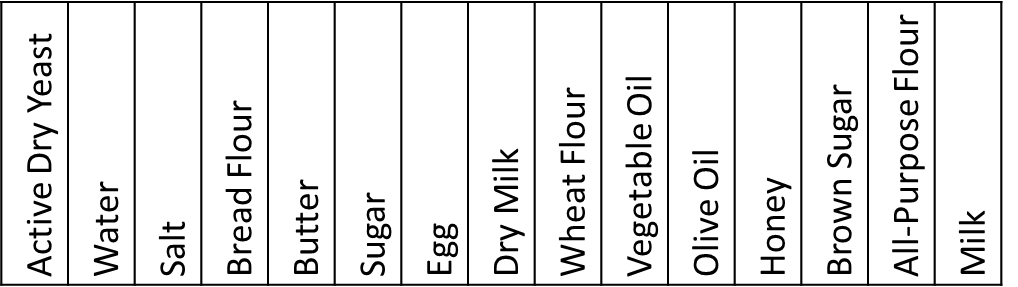 Active Dry Yeast
Water
Salt
Bread Flour
Butter
Sugar
Egg
Dry Milk
Wheat Flour
Vegetable Oil
Olive Oil
Honey
Brown Sugar
All-Purpose Flour
Milk